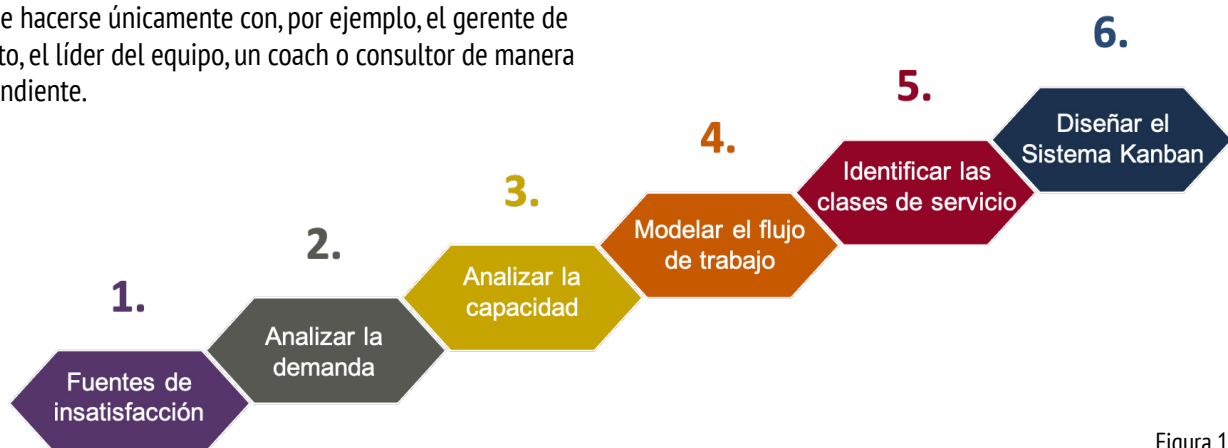 e hacerse únicamente con, por ejemplo, el gerente de
to, el líder del equipo, un coach o consultor de manera
ndiente.
6.
Diseñar el
Sistema Kanban
5.
Identificar las
clases de servicio
4.
Modelar el flujo
de trabajo
3.
Analizar la
capacidad
2.
Analizar la
demanda
1.
Fuentes de
insatisfacción
Figura 1